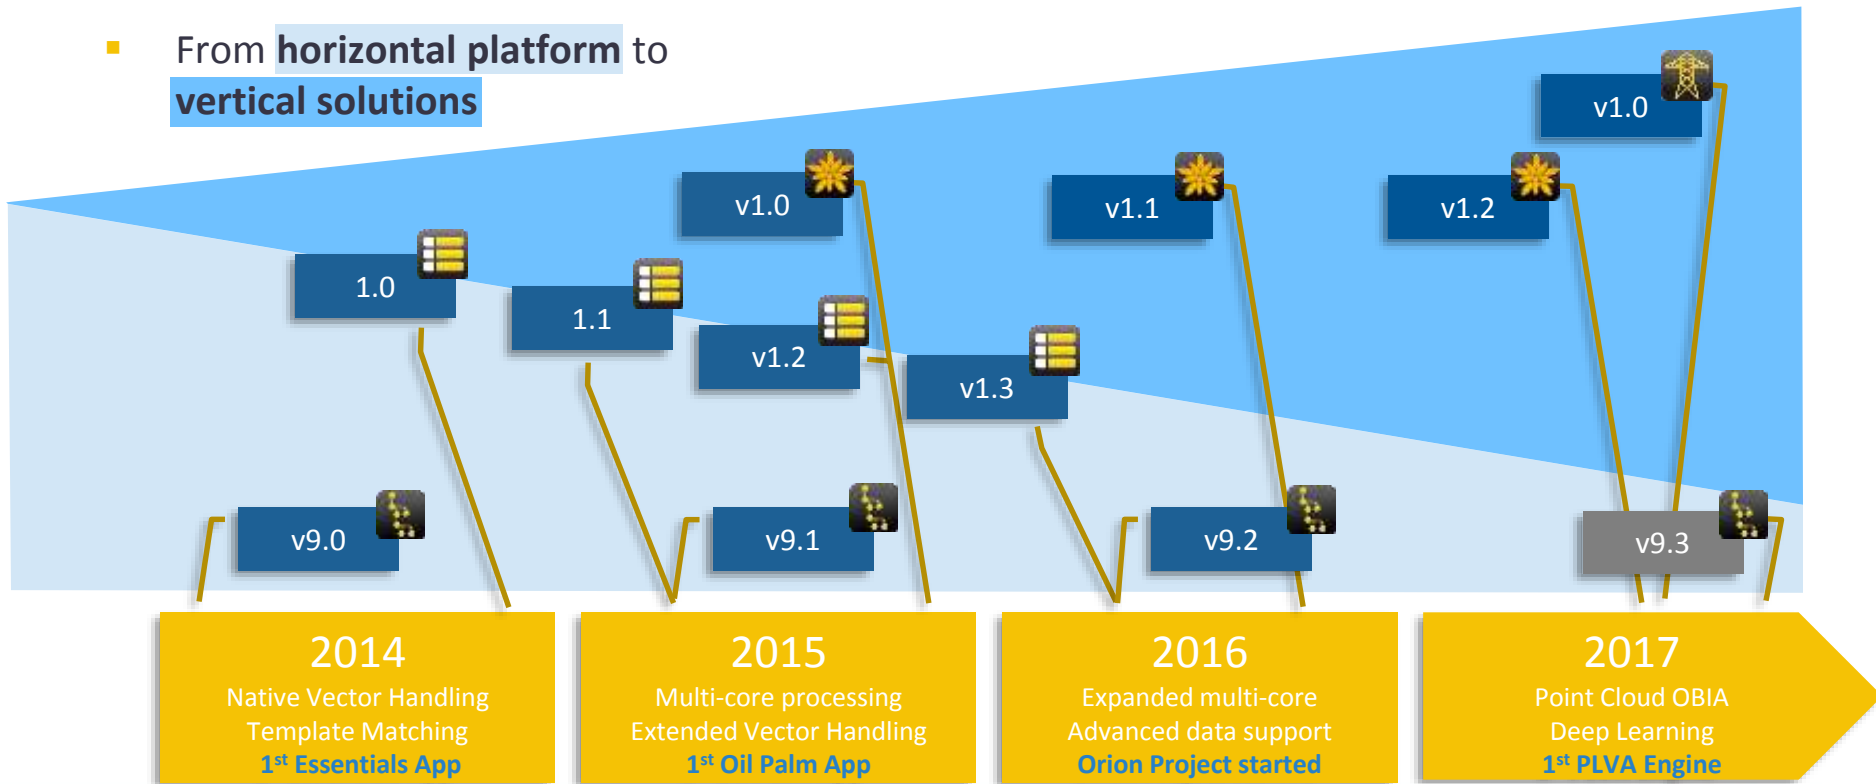 From horizontal platform to
vertical solutions
v1.0
v1.0
v1.1
v1.2
1.0
1.1
v1.2
v1.3
v9.0
v9.1
v9.2
v9.3
2014
Native Vector Handling
Template Matching
1st Essentials App
2015
Multi-core processing
Extended Vector Handling
1st Oil Palm App
2016
Expanded multi-core
Advanced data support
Orion Project started
2017
Point Cloud OBIA
Deep Learning
1st PLVA Engine